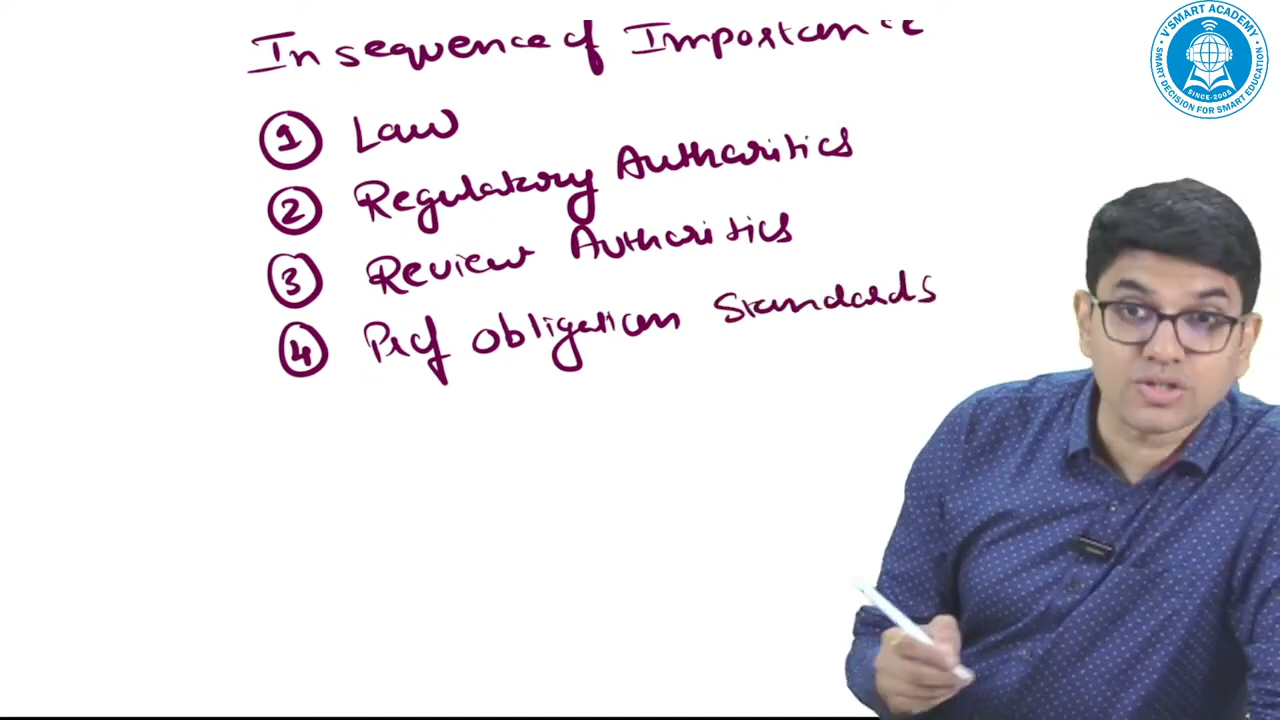 In sequence of Importance
① Law
② Regulatory Authorities
③ Review Authorities
④ Prof Obligation Standards
V'SMART ACADEMY
SINCE-2005
SMART DECISION FOR SMART EDUCATION